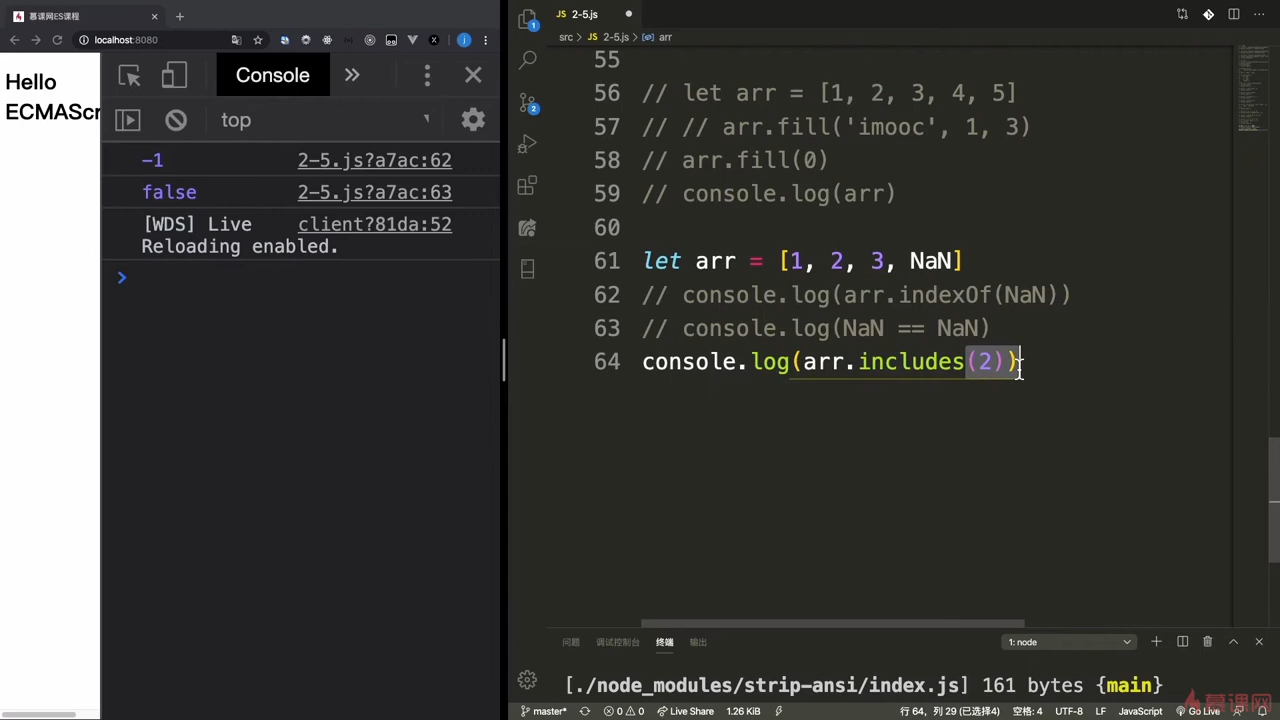 慕课网ES课程
localhost:8080
Hello
ECMAScr
Console
top
-1 2-5.js?a7ac:62
false 2-5.js?a7ac:63
[WDS] Live client?81da:52
Reloading enabled.
2-5.js
src > JS 2-5.js > arr
55
56 // let arr = [1, 2, 3, 4, 5]
57 // // arr.fill('imooc', 1, 3)
58 // arr.fill(0)
59 // console.log(arr)
60
61 let arr = [1, 2, 3, NaN]
62 // console.log(arr.indexOf(NaN))
63 // console.log(NaN == NaN)
64 console.log(arr.includes(2))
问题 调试控制台 终端 输出 1: node
[./node_modules/strip-ansi/index.js] 161 bytes {main}
master* 0 0 Live Share 1.26 KiB 行 64, 列 29 (已选择4) 空格: 4 UTF-8 LF JavaScript Go Live
慕课网